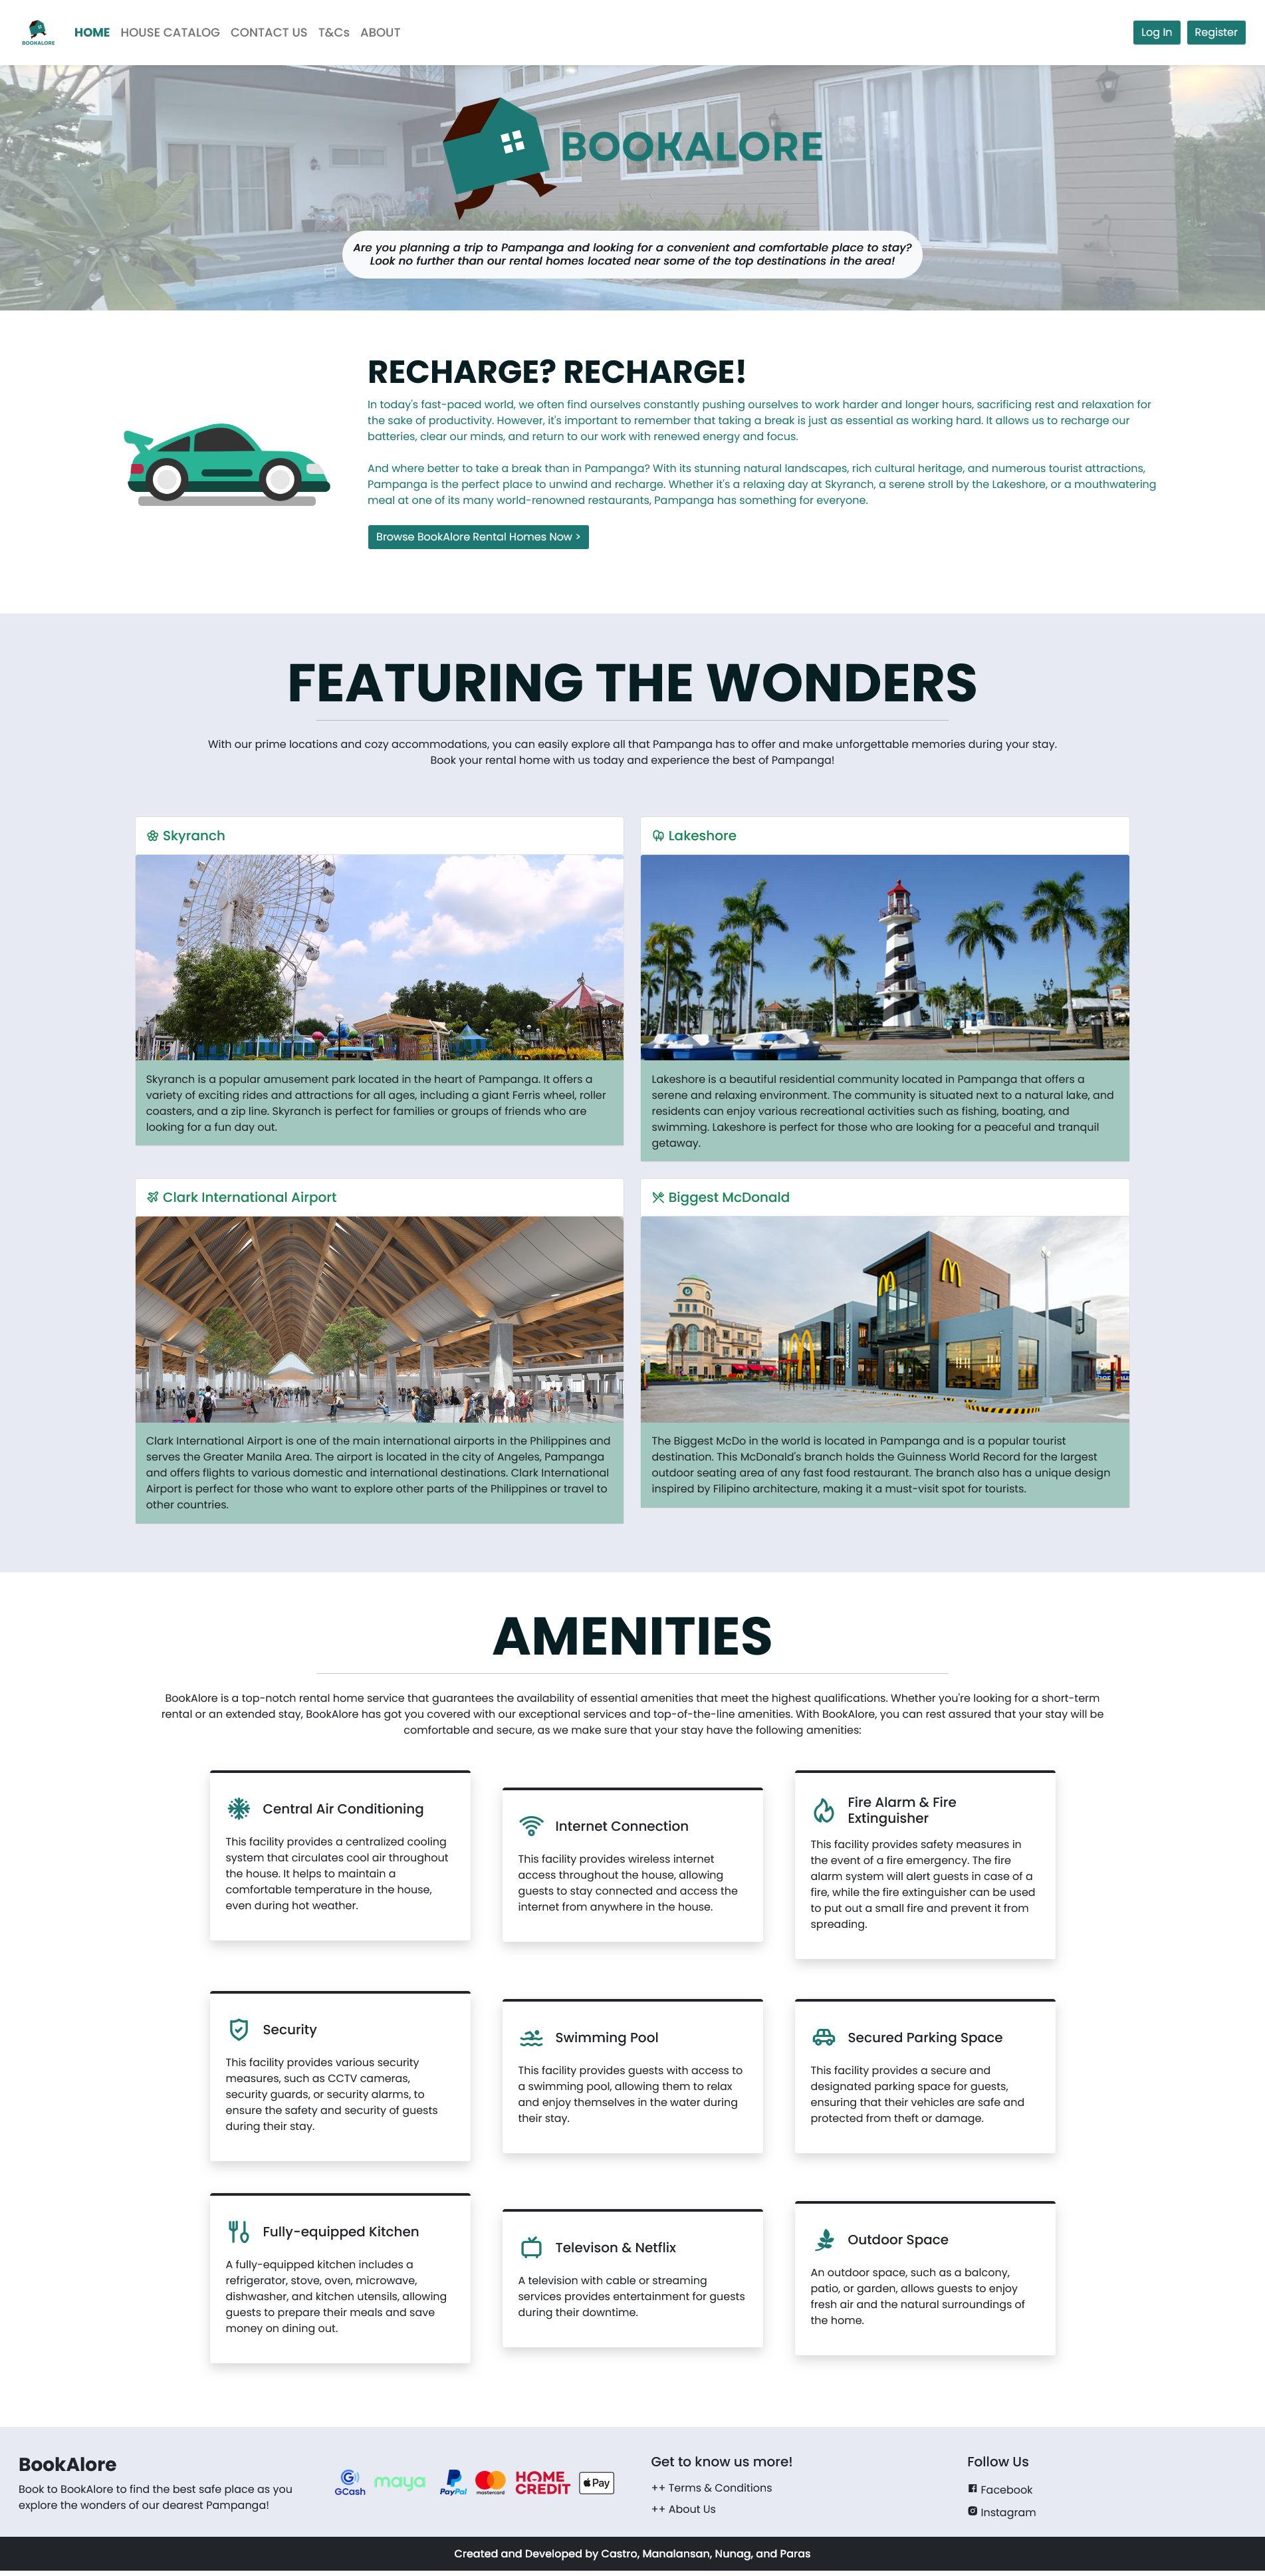 BOOKALORE
HOME HOUSE CATALOG CONTACT US T&Cs ABOUT
Log In Register
BOOKALORE
Are you planning a trip to Pampanga and looking for a convenient and comfortable place to stay?
Look no further than our rental homes located near some of the top destinations in the area!
RECHARGE? RECHARGE!
In today's fast-paced world, we often find ourselves constantly pushing ourselves to work harder and longer hours, sacrificing rest and relaxation for
the sake of productivity. However, it's important to remember that taking a break is just as essential as working hard. It allows us to recharge our
batteries, clear our minds, and return to our work with renewed energy and focus.
And where better to take a break than in Pampanga? With its stunning natural landscapes, rich cultural heritage, and numerous tourist attractions,
Pampanga is the perfect place to unwind and recharge. Whether it's a relaxing day at Skyranch, a serene stroll by the Lakeshore, or a mouthwatering
meal at one of its many world-renowned restaurants, Pampanga has something for everyone.
Browse BookAlore Rental Homes Now >
FEATURING THE WONDERS
With our prime locations and cozy accommodations, you can easily explore all that Pampanga has to offer and make unforgettable memories during your stay.
Book your rental home with us today and experience the best of Pampanga!
Skyranch
Skyranch is a popular amusement park located in the heart of Pampanga. It offers a
variety of exciting rides and attractions for all ages, including a giant Ferris wheel, roller
coasters, and a zip line. Skyranch is perfect for families or groups of friends who are
looking for a fun day out.
Lakeshore
Lakeshore is a beautiful residential community located in Pampanga that offers a
serene and relaxing environment. The community is situated next to a natural lake, and
residents can enjoy various recreational activities such as fishing, boating, and
swimming. Lakeshore is perfect for those who are looking for a peaceful and tranquil
getaway.
Clark International Airport
Clark International Airport is one of the main international airports in the Philippines and
serves the Greater Manila Area. The airport is located in the city of Angeles, Pampanga
and offers flights to various domestic and international destinations. Clark International
Airport is perfect for those who want to explore other parts of the Philippines or travel to
other countries.
Biggest McDonald
The Biggest McDo in the world is located in Pampanga and is a popular tourist
destination. This McDonald's branch holds the Guinness World Record for the largest
outdoor seating area of any fast food restaurant. The branch also has a unique design
inspired by Filipino architecture, making it a must-visit spot for tourists.
AMENITIES
BookAlore is a top-notch rental home service that guarantees the availability of essential amenities that meet the highest qualifications. Whether you're looking for a short-term
rental or an extended stay, BookAlore has got you covered with our exceptional services and top-of-the-line amenities. With BookAlore, you can rest assured that your stay will be
comfortable and secure, as we make sure that your stay have the following amenities:
Central Air Conditioning
This facility provides a centralized cooling
system that circulates cool air throughout
the house. It helps to maintain a
comfortable temperature in the house,
even during hot weather.
Internet Connection
This facility provides wireless internet
access throughout the house, allowing
guests to stay connected and access the
internet from anywhere in the house.
Fire Alarm & Fire
Extinguisher
This facility provides safety measures in
the event of a fire emergency. The fire
alarm system will alert guests in case of a
fire, while the fire extinguisher can be used
to put out a small fire and prevent it from
spreading.
Security
This facility provides various security
measures, such as CCTV cameras,
security guards, or security alarms, to
ensure the safety and security of guests
during their stay.
Swimming Pool
This facility provides guests with access to
a swimming pool, allowing them to relax
and enjoy themselves in the water during
their stay.
Secured Parking Space
This facility provides a secure and
designated parking space for guests,
ensuring that their vehicles are safe and
protected from theft or damage.
Fully-equipped Kitchen
A fully-equipped kitchen includes a
refrigerator, stove, oven, microwave,
dishwasher, and kitchen utensils, allowing
guests to prepare their meals and save
money on dining out.
Televison & Netflix
A television with cable or streaming
services provides entertainment for guests
during their downtime.
Outdoor Space
An outdoor space, such as a balcony,
patio, or garden, allows guests to enjoy
fresh air and the natural surroundings of
the home.
BookAlore
Book to BookAlore to find the best safe place as you
explore the wonders of our dearest Pampanga!
GCash maya PayPal mastercard HOME CREDIT Pay
Get to know us more!
++ Terms & Conditions
++ About Us
Follow Us
Facebook
Instagram
Created and Developed by Castro, Manalansan, Nunag, and Paras